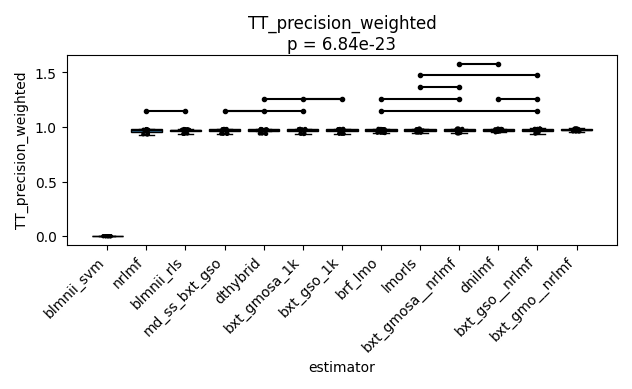 TT_precision_weighted
p = 6.84e-23
TT_precision_weighted
1.5
1.0
0.5
0.0
blmnii_svm
nrlmf
blmnii_rls
md_ss_bxt_gso
dthybrid
bxt_gmosa_1k
bxt_gso_1k
brf_lmo
lmorls
bxt_gmosa__nrlmf
dnilmf
bxt_gso__nrlmf
bxt_gmo__nrlmf
estimator